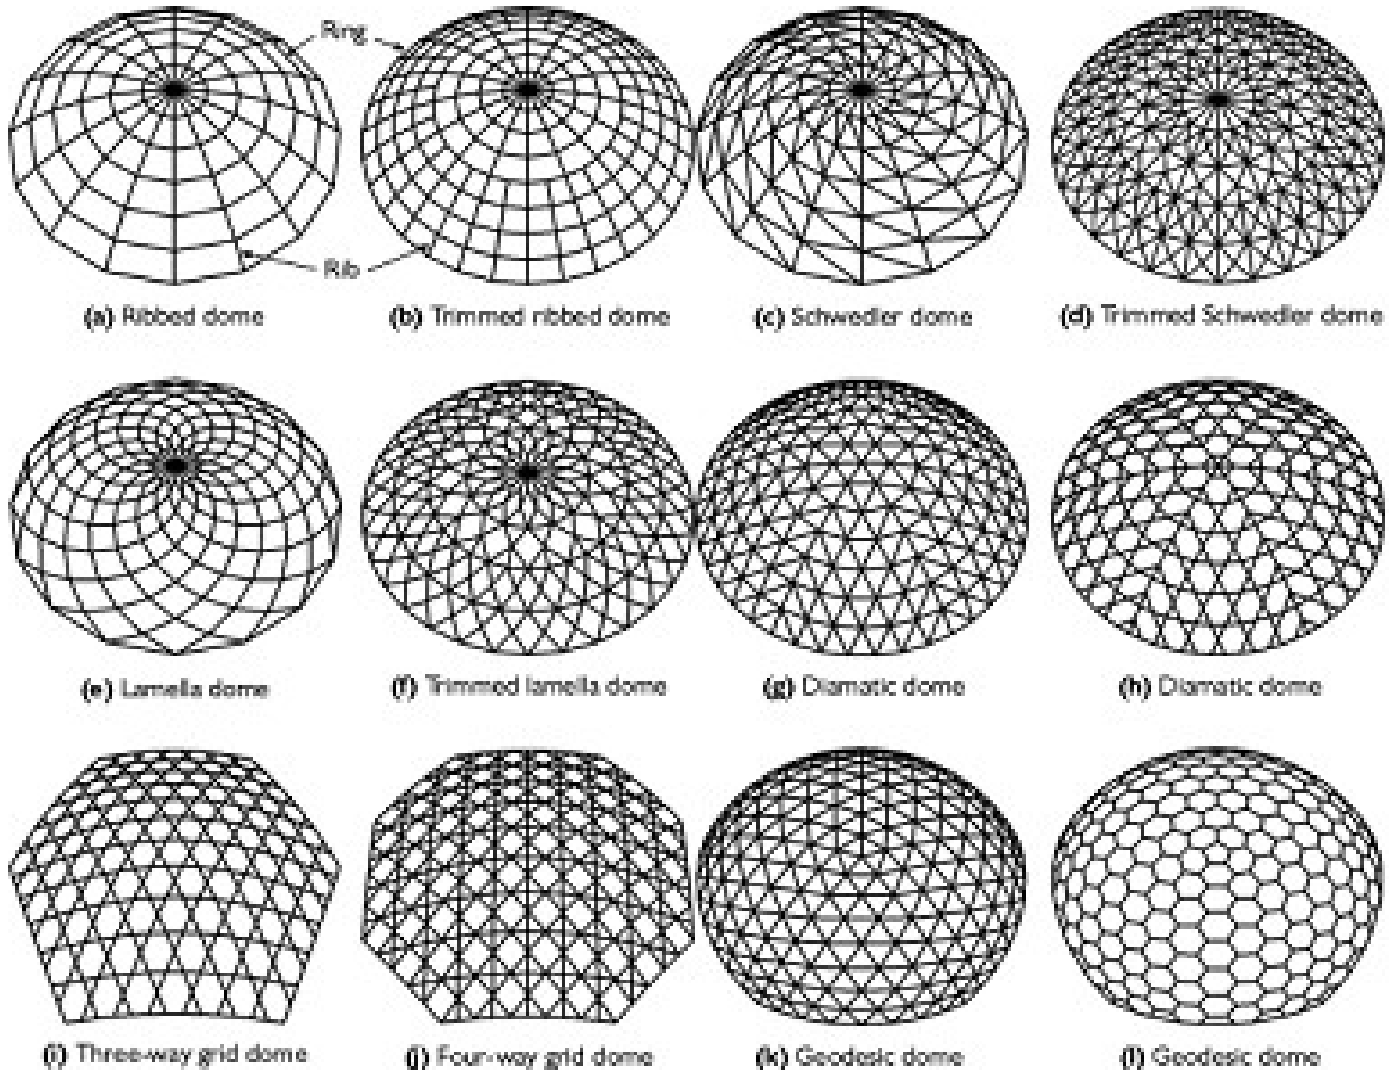 Ring
Rib
(a) Ribbed dome
(b) Trimmed ribbed dome
(c) Schwedler dome
(d) Trimmed Schwedler dome
(e) Lamella dome
(f) Trimmed lamella dome
(g) Diamatic dome
(h) Diamatic dome
(i) Three-way grid dome
(j) Four-way grid dome
(k) Geodesic dome
(l) Geodesic dome